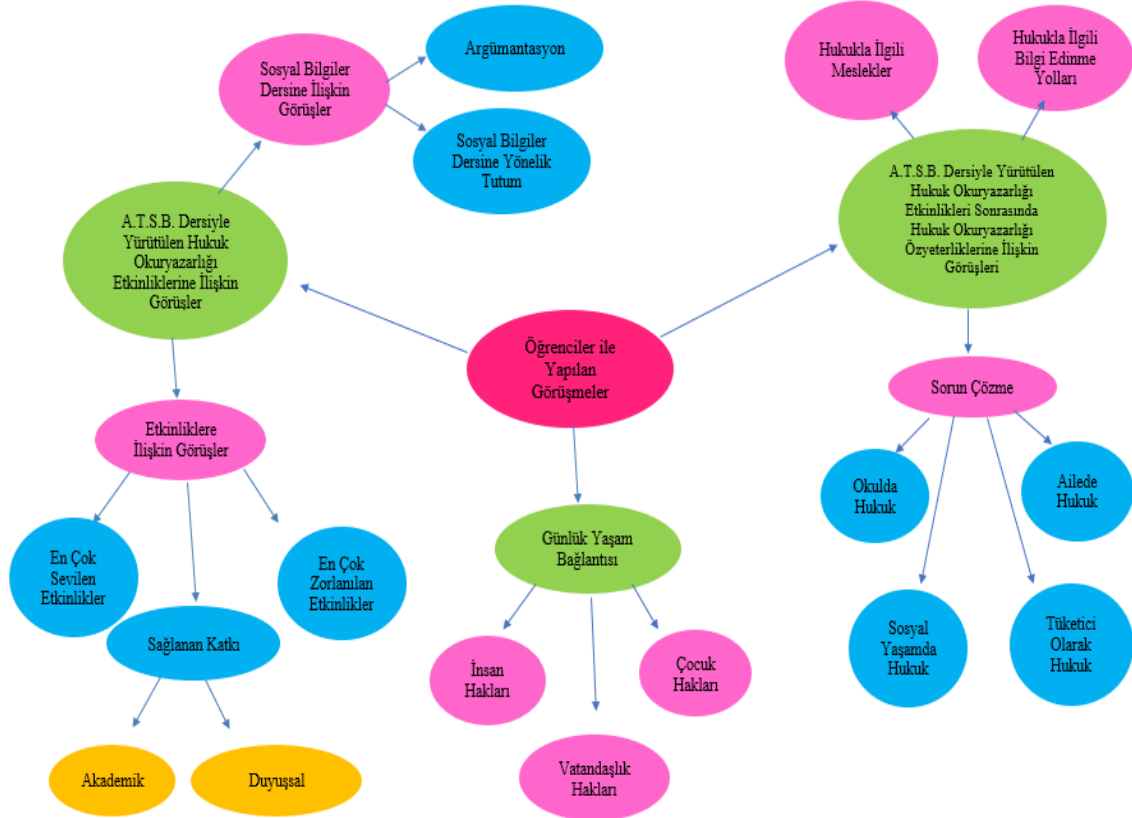 Argümantasyon
Sosyal Bilgiler
Dersine İlişkin
Görüşler
Sosyal Bilgiler
Dersine Yönelik
Tutum
Hukukla İlgili
Meslekler
Hukukla İlgili
Bilgi Edinme
Yolları
A.T.S.B. Dersiyle
Yürütülen Hukuk
Okuryazarlığı
Etkinliklerine İlişkin
Görüşler
A.T.S.B. Dersiyle Yürütülen
Hukuk Okuryazarlığı
Etkinlikleri Sonrasında
Hukuk Okuryazarlığı
Özyeterliklerine İlişkin
Görüşleri
Öğrenciler ile
Yapılan
Görüşmeler
Etkinliklere
İlişkin Görüşler
En Çok
Sevilen
Etkinlikler
En Çok
Zorlanılan
Etkinlikler
Sağlanan Katkı
Akademik
Duyuşsal
Günlük Yaşam
Bağlantısı
İnsan
Hakları
Çocuk
Hakları
Vatandaşlık
Hakları
Sorun Çözme
Okulda
Hukuk
Ailede
Hukuk
Sosyal
Yaşamda
Hukuk
Tüketici
Olarak
Hukuk